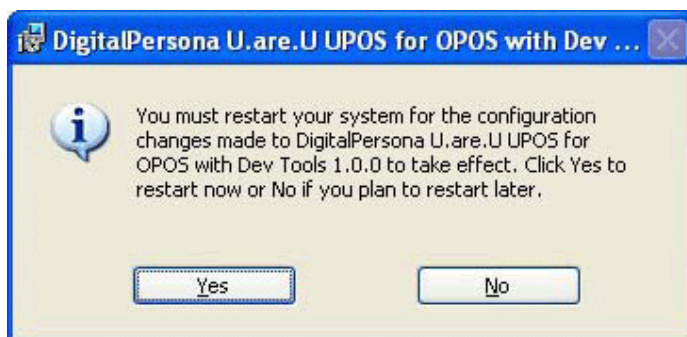 DigitalPersona U.are.U UPOS for OPOS with Dev ...
You must restart your system for the configuration
changes made to DigitalPersona U.are.U UPOS for
OPOS with Dev Tools 1.0.0 to take effect. Click Yes to
restart now or No if you plan to restart later.
Yes
No